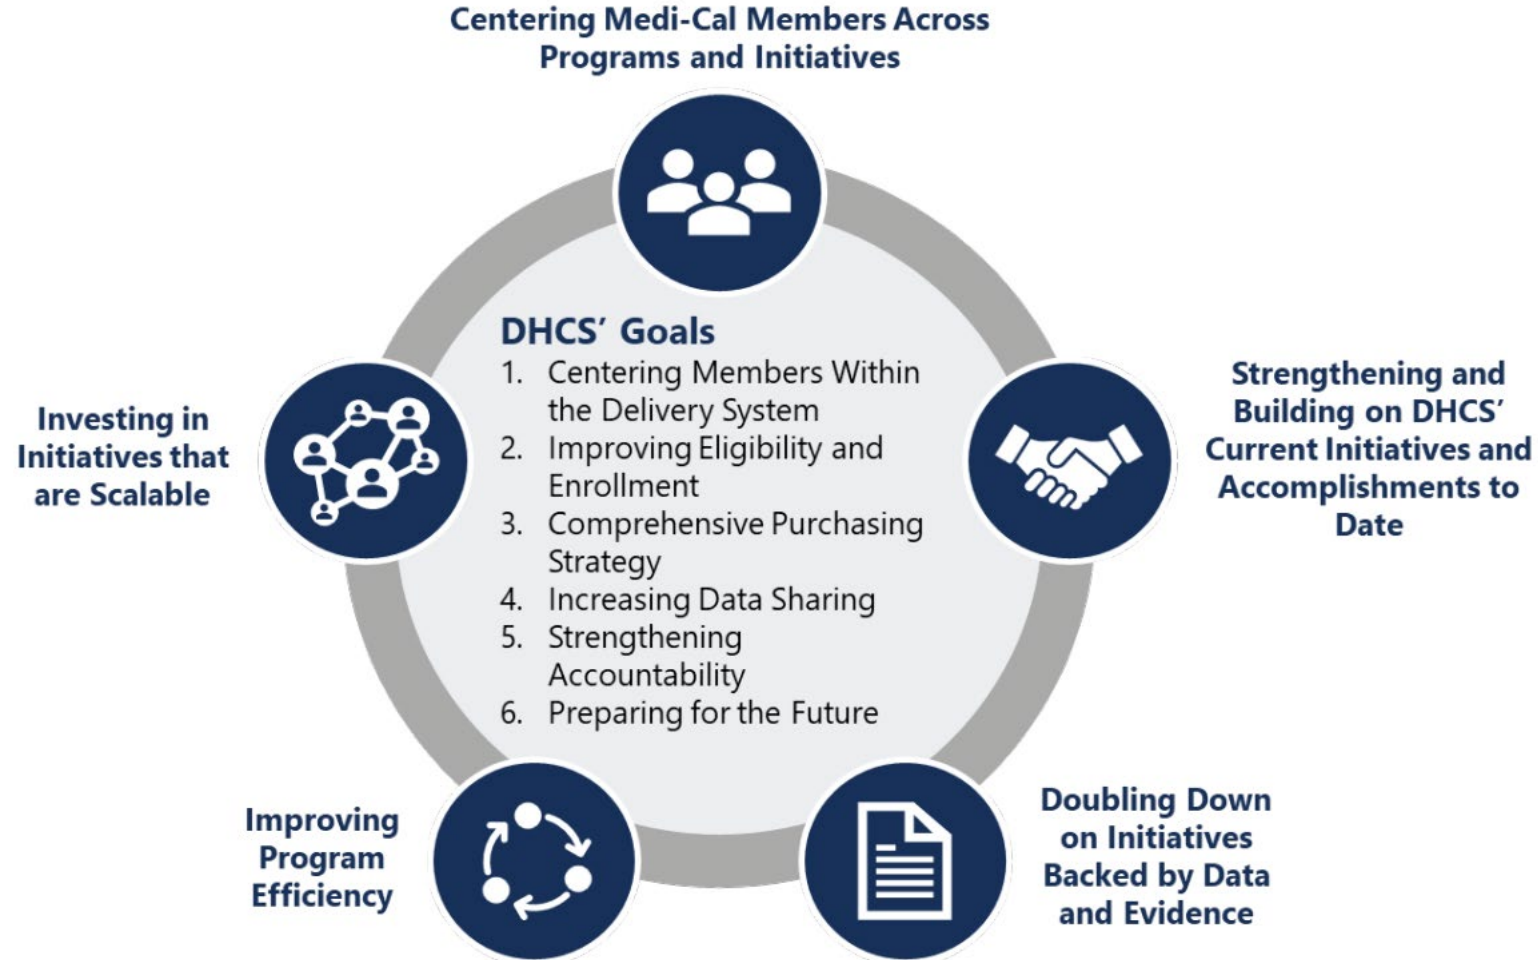 Centering Medi-Cal Members Across
Programs and Initiatives
DHCS’ Goals
1. Centering Members Within
the Delivery System
2. Improving Eligibility and
Enrollment
3. Comprehensive Purchasing
Strategy
4. Increasing Data Sharing
5. Strengthening
Accountability
6. Preparing for the Future
Strengthening and
Building on DHCS’
Current Initiatives and
Accomplishments to
Date
Doubling Down
on Initiatives
Backed by Data
and Evidence
Improving
Program
Efficiency
Investing in
Initiatives that
are Scalable